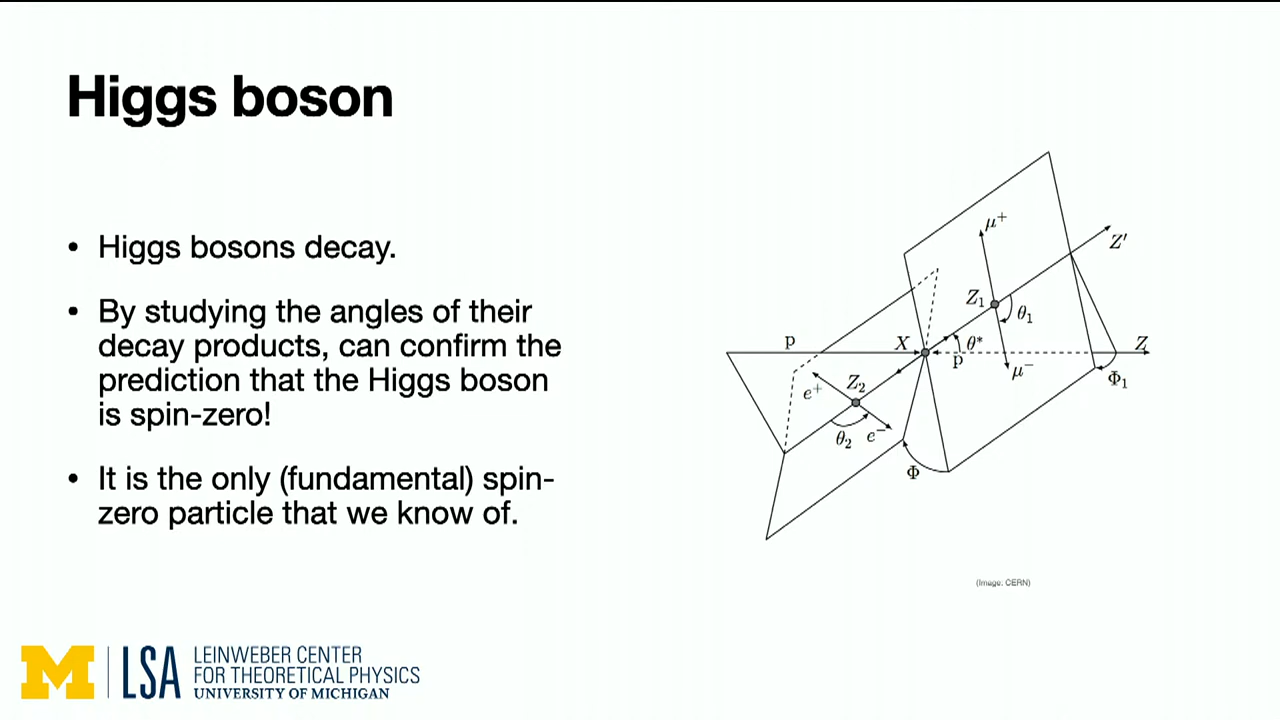 Higgs boson
• Higgs bosons decay.
• By studying the angles of their
decay products, can confirm the
prediction that the Higgs boson
is spin-zero!
• It is the only (fundamental) spin-
zero particle that we know of.
μ⁺
Z′
Z₁
θ₁
p
X
θ*
p
Z
μ⁻
Φ₁
e⁺
Z₂
θ₂
e⁻
Φ
(Image: CERN)
M LSA
LEINWEBER CENTER
FOR THEORETICAL PHYSICS
UNIVERSITY OF MICHIGAN